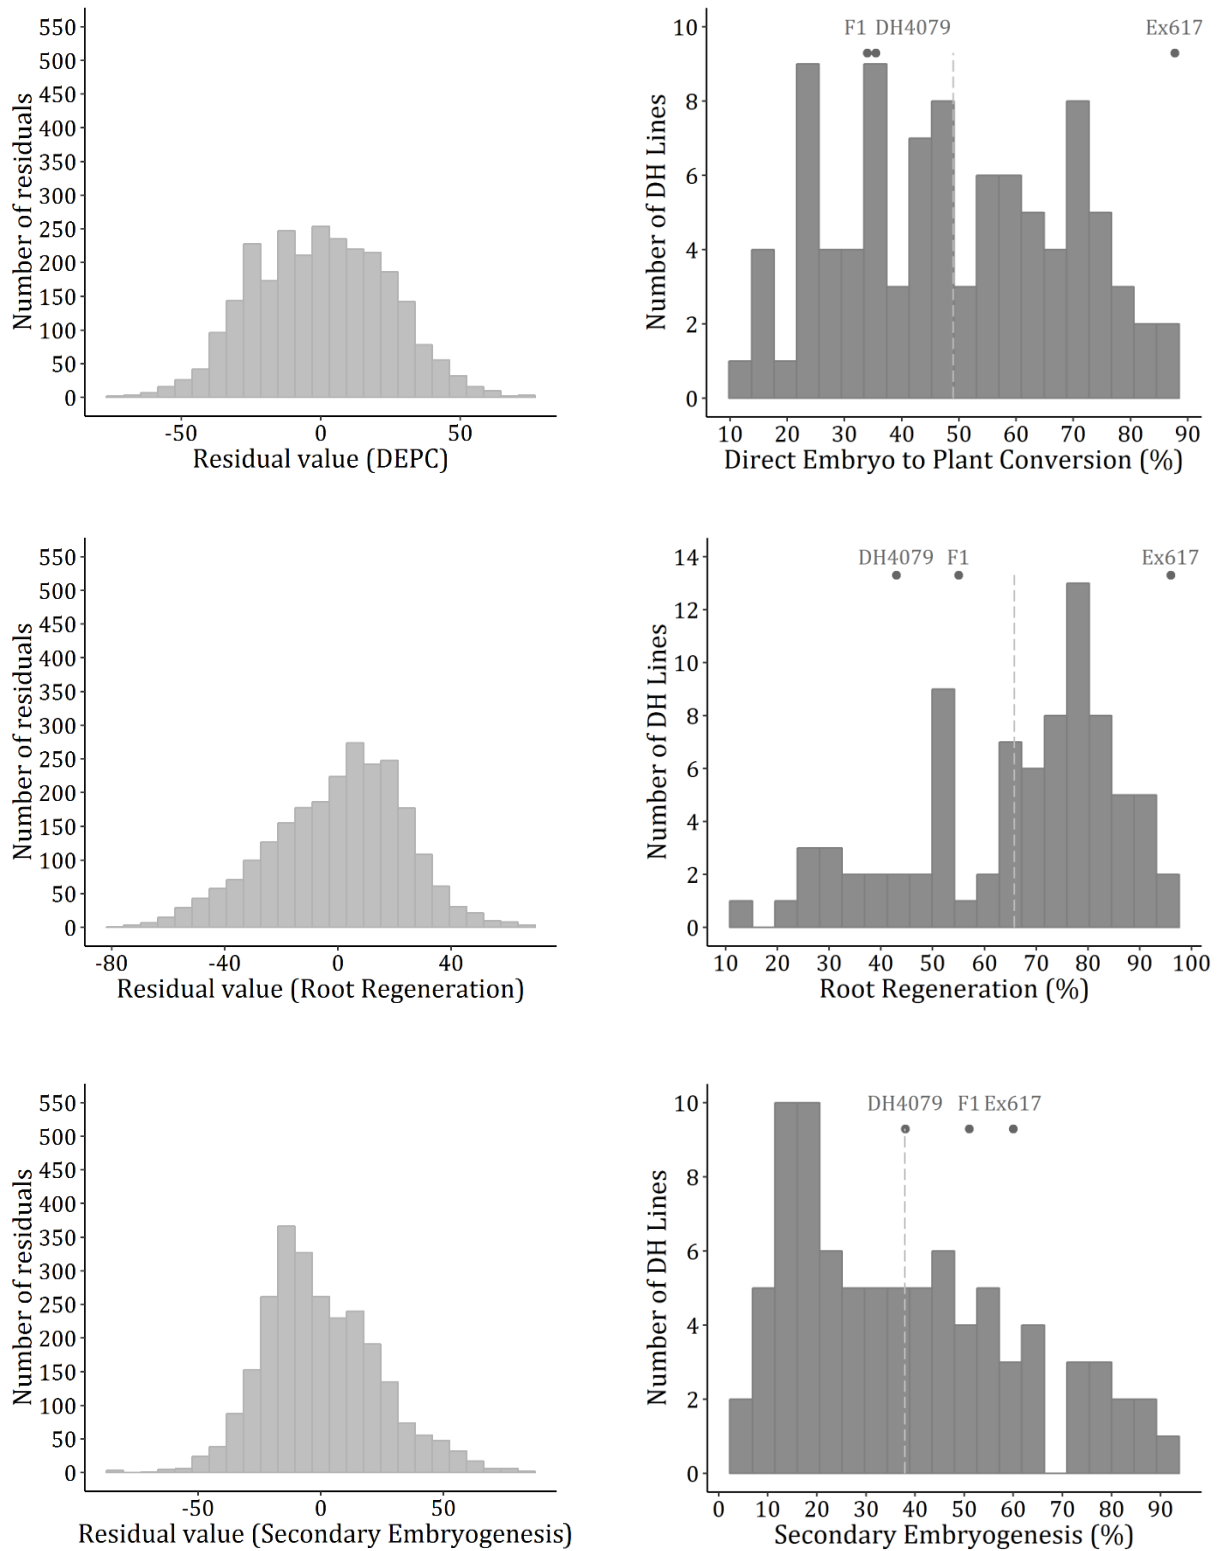 550
500
450
400
350
300
250
200
150
100
50
0
Number of residuals
-50 0 50
Residual value (DEPC)
F1 DH4079 Ex617
10
8
6
4
2
0
Number of DH Lines
10 20 30 40 50 60 70 80 90
Direct Embryo to Plant Conversion (%)
550
500
450
400
350
300
250
200
150
100
50
0
Number of residuals
-80 -40 0 40
Residual value (Root Regeneration)
DH4079 F1 Ex617
14
12
10
8
6
4
2
0
Number of DH Lines
10 20 30 40 50 60 70 80 90 100
Root Regeneration (%)
550
500
450
400
350
300
250
200
150
100
50
0
Number of residuals
-50 0 50
Residual value (Secondary Embryogenesis)
DH4079 F1 Ex617
10
8
6
4
2
0
Number of DH Lines
0 10 20 30 40 50 60 70 80 90
Secondary Embryogenesis (%)